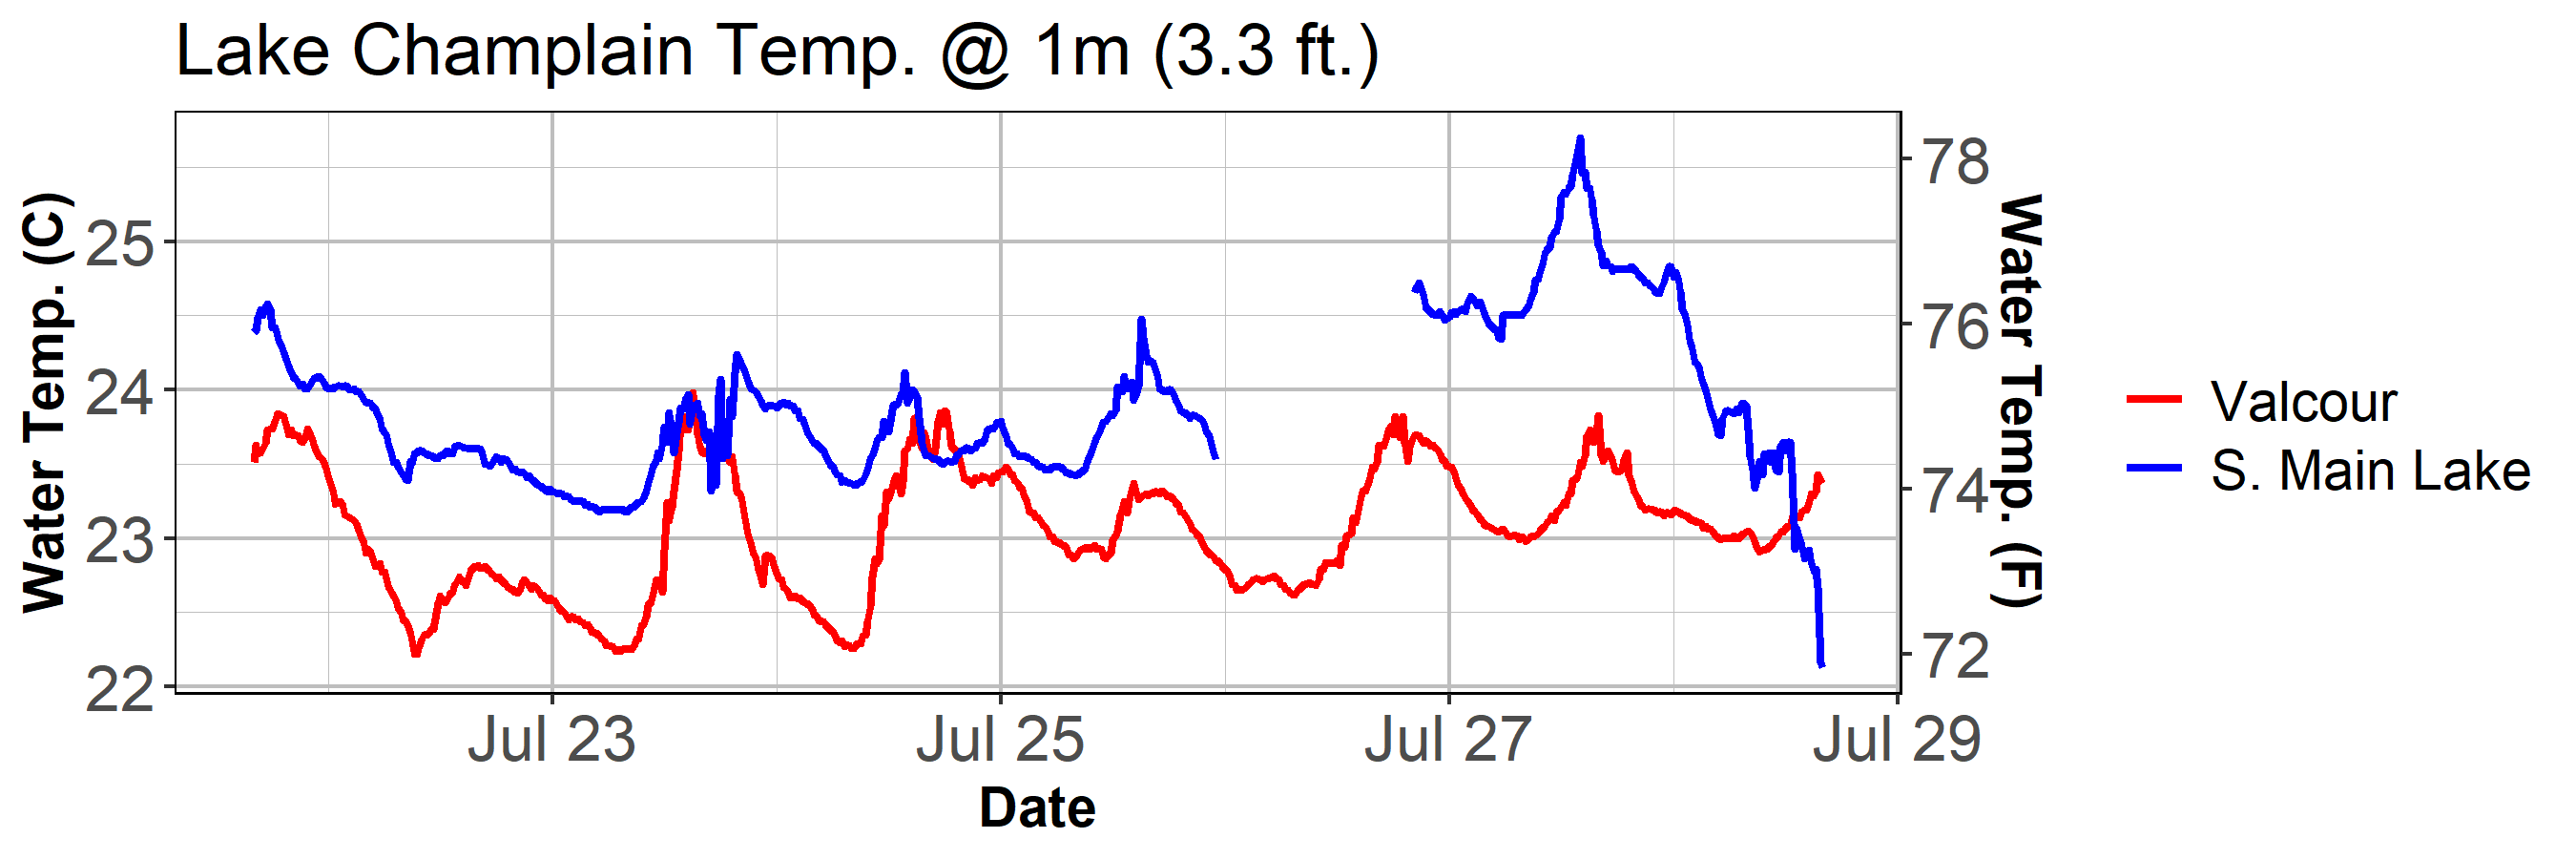 Lake Champlain Temp. @ 1m (3.3 ft.)
Water Temp. (C)
25
24
23
22
78
76
74
72
Water Temp. (F)
Jul 23
Jul 25
Jul 27
Jul 29
Date
Valcour
S. Main Lake